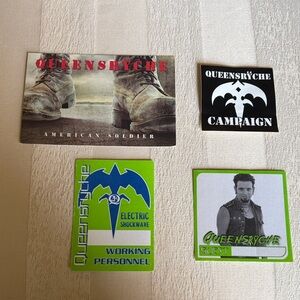 QUEENSRŸCHE
AMERICAN SOLDIER
QUEENSRŸCHE
CAMPAIGN
Queensrÿche
ELECTRIC
SHOCKWAVE
WORKING
PERSONNEL
QUEENSRŸCHE